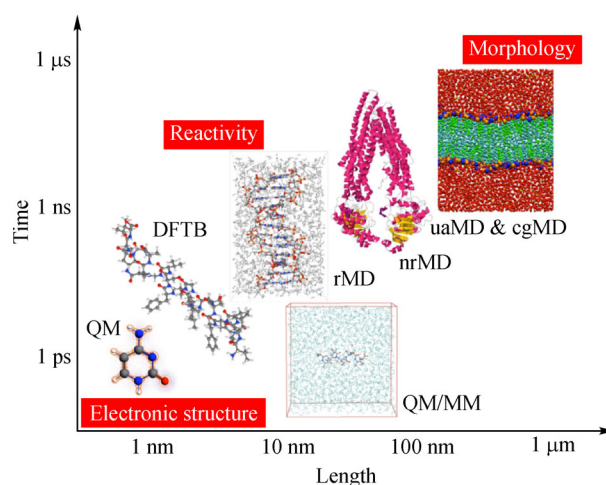 Morphology
1 μs
Reactivity
Time
1 ns
DFTB
uaMD & cgMD
nrMD
rMD
QM
1 ps
QM/MM
Electronic structure
1 nm
10 nm
100 nm
1 μm
Length